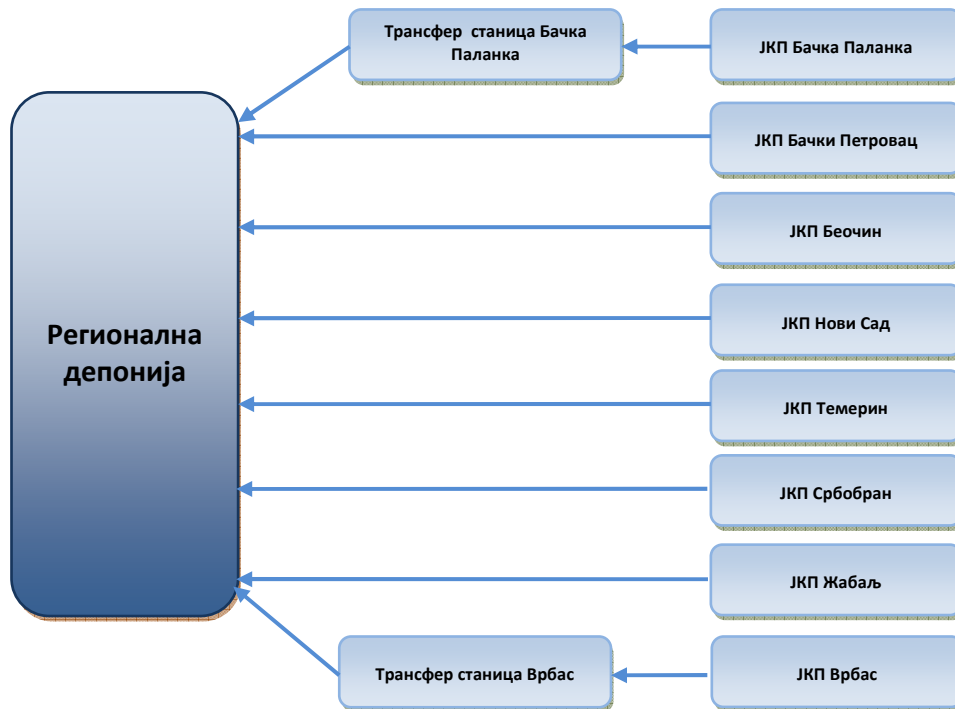 Трансфер станица Бачка
Паланка
ЈКП Бачка Паланка
ЈКП Бачки Петровац
ЈКП Беочин
ЈКП Нови Сад
Регионална
депонија
ЈКП Темерин
ЈКП Србобран
ЈКП Жабаљ
Трансфер станица Врбас
ЈКП Врбас